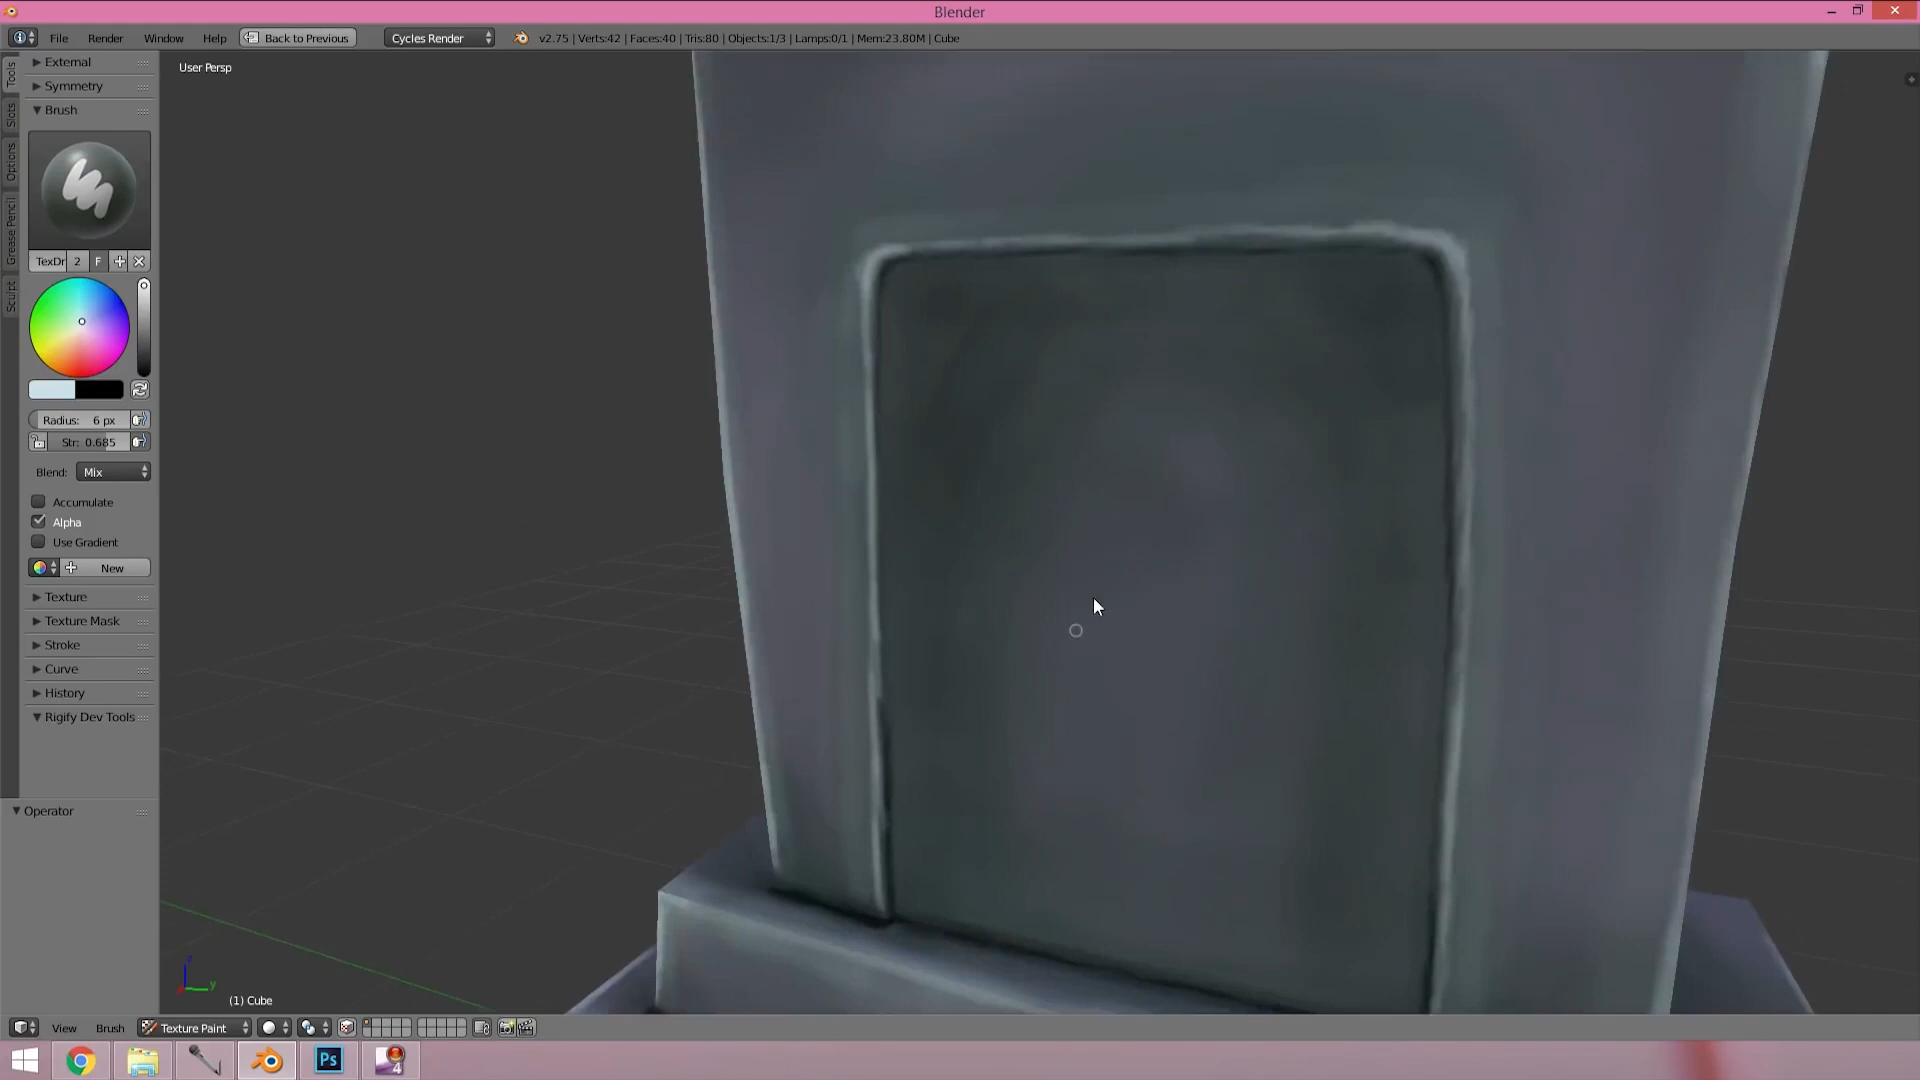 Blender
File Render Window Help Back to Previous Cycles Render v2.75 | Verts:42 | Faces:40 | Tris:80 | Objects:1/3 | Lamps:0/1 | Mem:23.80M | Cube
Tools
Slots
Options
Grease Pencil
Sculpt
External
Symmetry
Brush
TexDr 2 F
Radius: 6 px
Str: 0.685
Blend: Mix
Accumulate
Alpha
Use Gradient
New
Texture
Texture Mask
Stroke
Curve
History
Rigify Dev Tools
Operator
User Persp
z
y
(1) Cube
View Brush Texture Paint
Ps
4